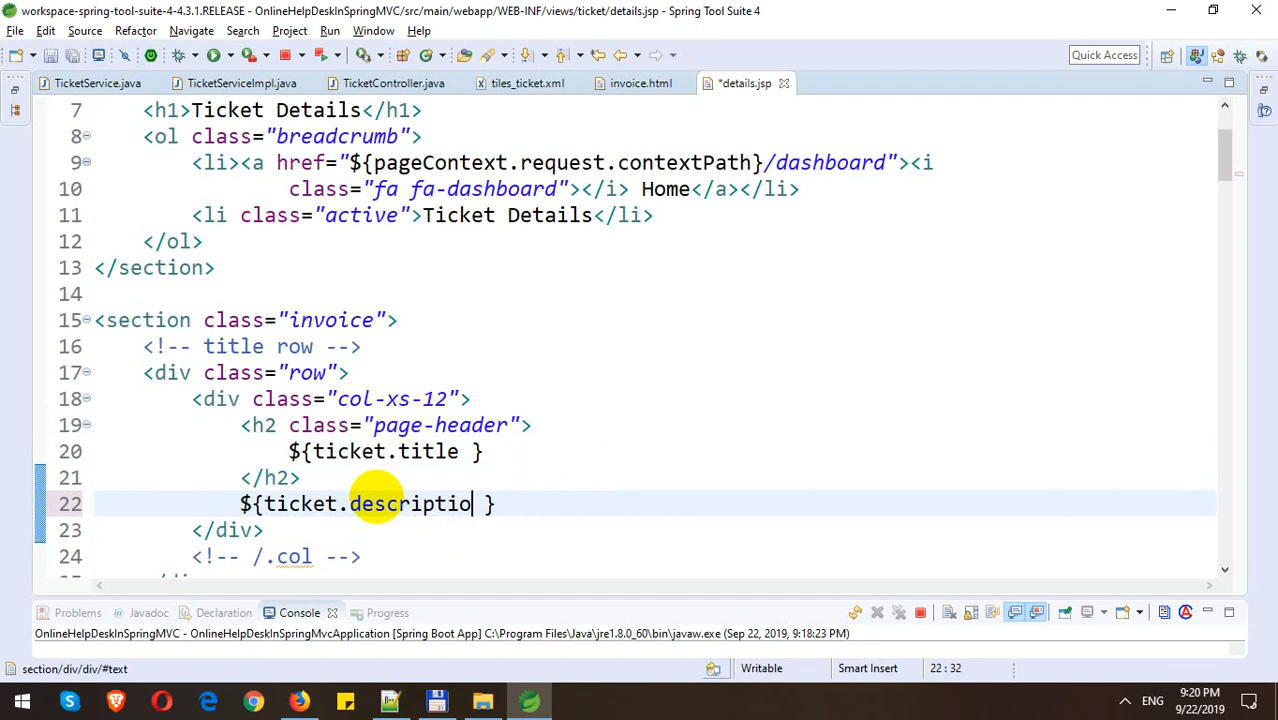 workspace-spring-tool-suite-4-4.3.1.RELEASE - OnlineHelpDeskInSpringMVC/src/main/webapp/WEB-INF/views/ticket/details.jsp - Spring Tool Suite 4
File Edit Source Refactor Navigate Search Project Run Window Help
Quick Access
TicketService.java TicketServiceImpl.java TicketController.java tiles_ticket.xml invoice.html *details.jsp
7 <h1>Ticket Details</h1>
8 <ol class="breadcrumb">
9 <li><a href="${pageContext.request.contextPath}/dashboard"><i
10 class="fa fa-dashboard"></i> Home</a></li>
11 <li class="active">Ticket Details</li>
12 </ol>
13 </section>
14
15 <section class="invoice">
16 <!-- title row -->
17 <div class="row">
18 <div class="col-xs-12">
19 <h2 class="page-header">
20 ${ticket.title }
21 </h2>
22 ${ticket.descriptio }
23 </div>
24 <!-- /.col -->
Problems Javadoc Declaration Console Progress
OnlineHelpDeskInSpringMVC - OnlineHelpDeskInSpringMvcApplication [Spring Boot App] C:\Program Files\Java\jre1.8.0_60\bin\javaw.exe (Sep 22, 2019, 9:18:23 PM)
section/div/div/#text Writable Smart Insert 22 : 32
ENG 9:20 PM
9/22/2019